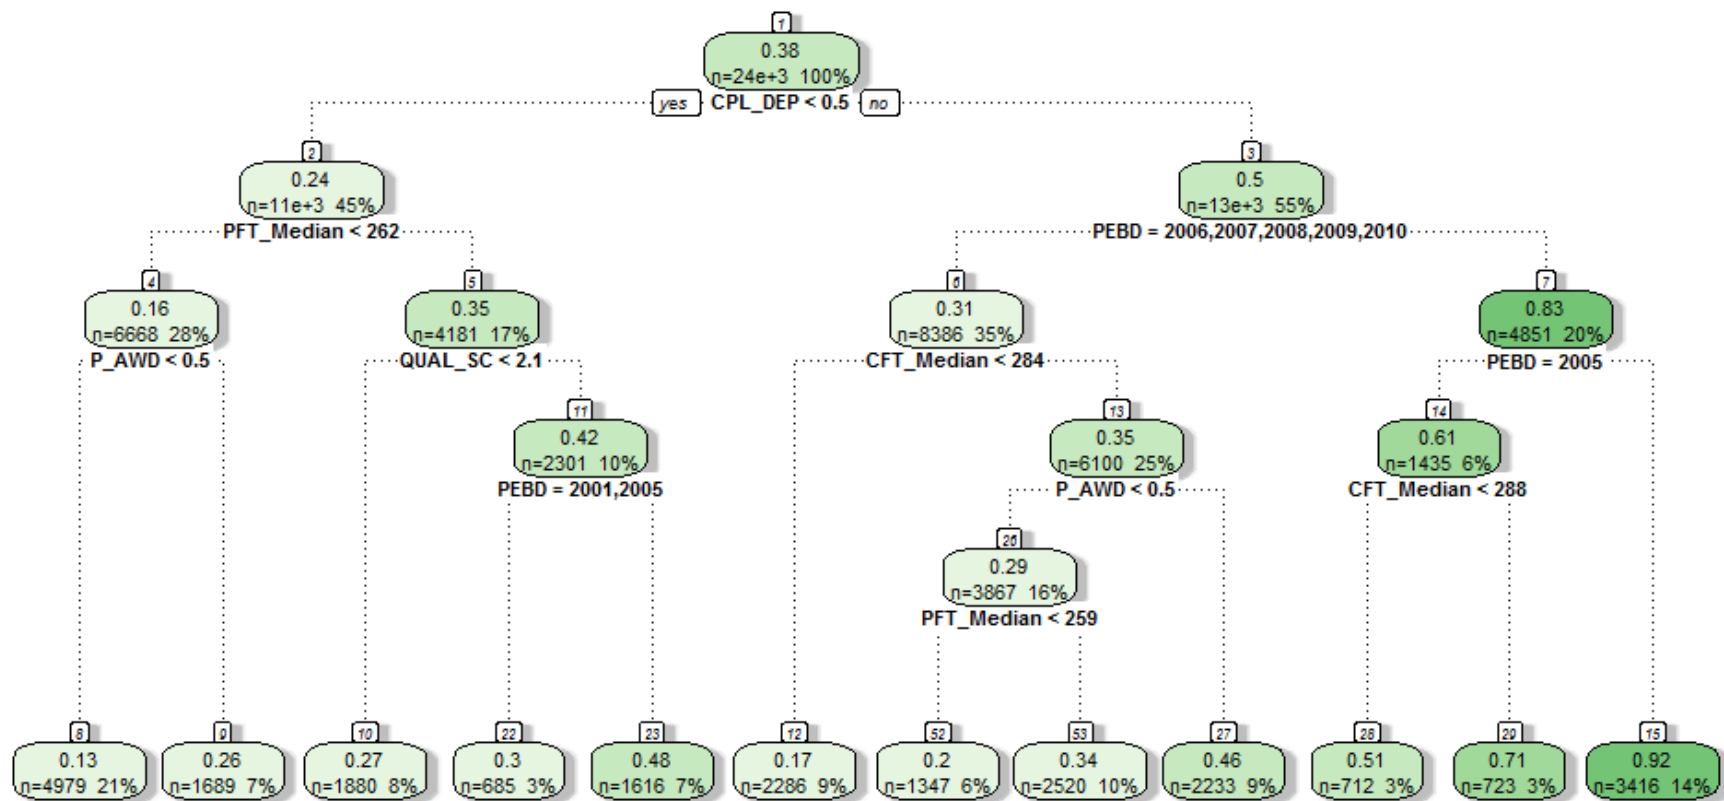 1
0.38
n=24e+3 100%
yes CPL_DEP < 0.5 no
2
0.24
n=11e+3 45%
PFT_Median < 262
3
0.5
n=13e+3 55%
PEBD = 2006,2007,2008,2009,2010
4
0.16
n=6668 28%
P_AWD < 0.5
5
0.35
n=4181 17%
QUAL_SC < 2.1
6
0.31
n=8386 35%
CFT_Median < 284
7
0.83
n=4851 20%
PEBD = 2005
11
0.42
n=2301 10%
PEBD = 2001,2005
13
0.35
n=6100 25%
P_AWD < 0.5
14
0.61
n=1435 6%
CFT_Median < 288
26
0.29
n=3867 16%
PFT_Median < 259
8
0.13
n=4979 21%
9
0.26
n=1689 7%
10
0.27
n=1880 8%
22
0.3
n=685 3%
23
0.48
n=1616 7%
12
0.17
n=2286 9%
52
0.2
n=1347 6%
53
0.34
n=2520 10%
27
0.46
n=2233 9%
28
0.51
n=712 3%
29
0.71
n=723 3%
15
0.92
n=3416 14%